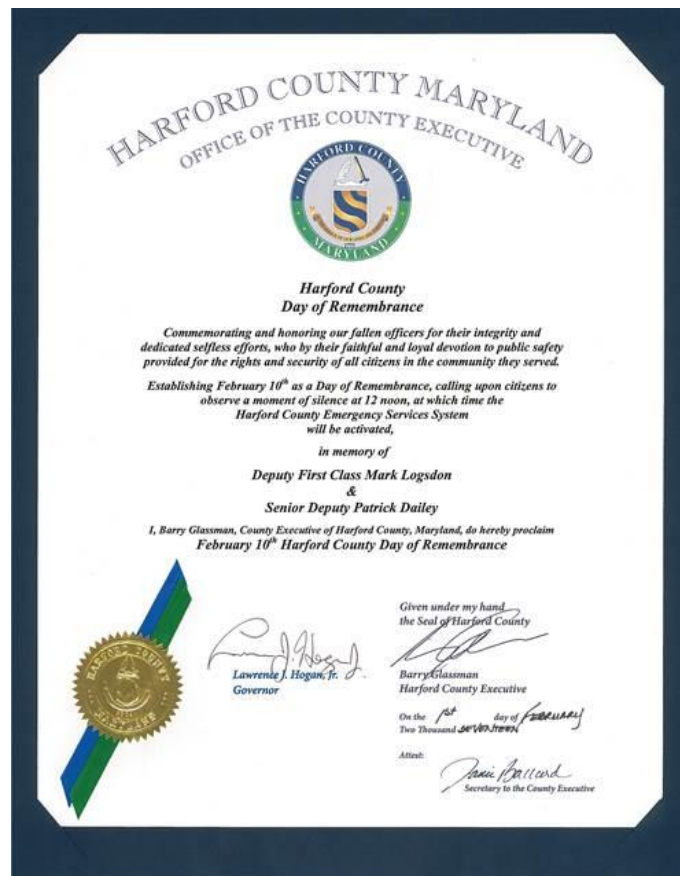 HARFORD COUNTY MARYLAND
OFFICE OF THE COUNTY EXECUTIVE
HARFORD COUNTY
MARYLAND
Harford County
Day of Remembrance
Commemorating and honoring our fallen officers for their integrity and
dedicated selfless efforts, who by their faithful and loyal devotion to public safety
provided for the rights and security of all citizens in the community they served.
Establishing February 10th as a Day of Remembrance, calling upon citizens to
observe a moment of silence at 12 noon, at which time the
Harford County Emergency Services System
will be activated,
in memory of
Deputy First Class Mark Logsdon
&
Senior Deputy Patrick Dailey
I, Barry Glassman, County Executive of Harford County, Maryland, do hereby proclaim
February 10th Harford County Day of Remembrance
HARFORD COUNTY
MARYLAND
Lawrence J. Hogan, Jr.
Governor
Given under my hand
the Seal of Harford County
Barry Glassman
Harford County Executive
On the 1st day of FEBRUARY
Two Thousand SEVENTEEN
Attest:
Secretary to the County Executive